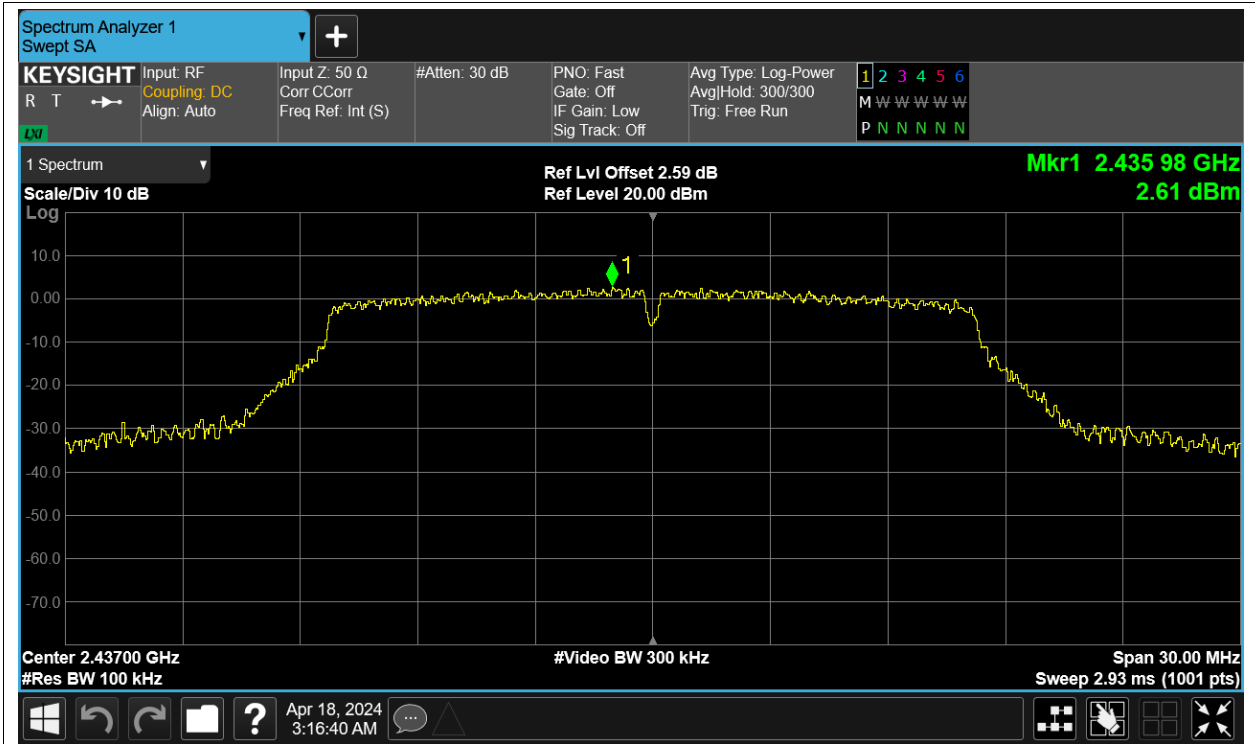 Spectrum Analyzer 1
Swept SA
KEYSIGHT
R T
LXI
Input: RF
Coupling: DC
Align: Auto
Input Z: 50 Ω
Corr CCorr
Freq Ref: Int (S)
#Atten: 30 dB
PNO: Fast
Gate: Off
IF Gain: Low
Sig Track: Off
Avg Type: Log-Power
Avg|Hold: 300/300
Trig: Free Run
1 2 3 4 5 6
M W W W W W
P N N N N N
1 Spectrum
Scale/Div 10 dB
Log
Ref Lvl Offset 2.59 dB
Ref Level 20.00 dBm
Mkr1 2.435 98 GHz
2.61 dBm
1
10.0
0.00
-10.0
-20.0
-30.0
-40.0
-50.0
-60.0
-70.0
Center 2.43700 GHz
#Res BW 100 kHz
#Video BW 300 kHz
Span 30.00 MHz
Sweep 2.93 ms (1001 pts)
?
Apr 18, 2024
3:16:40 AM